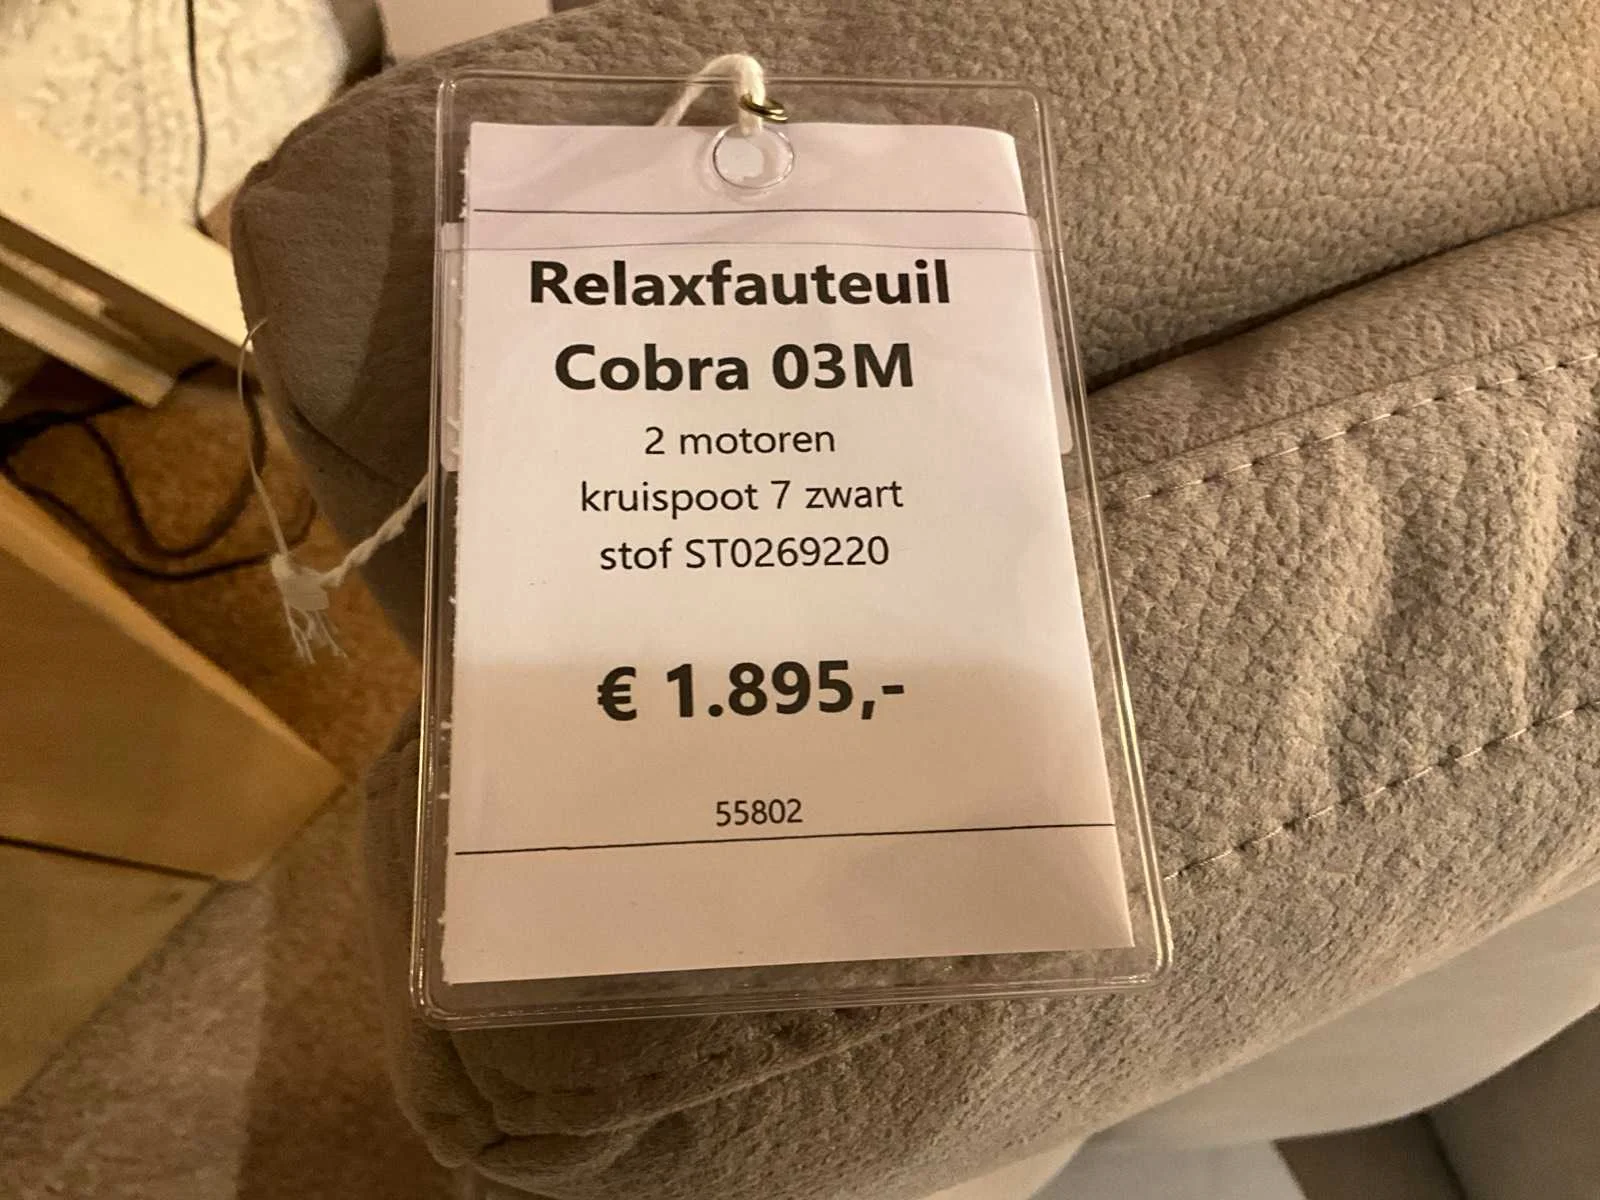 Relaxfauteuil
Cobra 03M
2 motoren
kruispoot 7 zwart
stof ST0269220
€ 1.895,-
55802